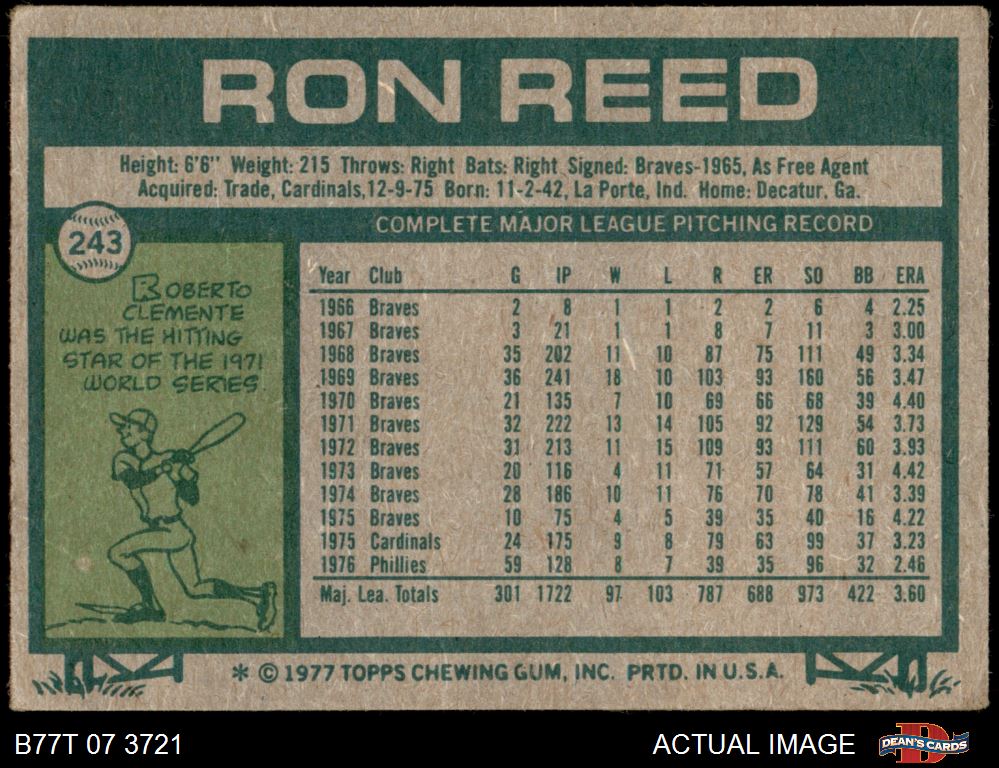 RON REED
Height: 6'6" Weight: 215 Throws: Right Bats: Right Signed: Braves-1965, As Free Agent
Acquired: Trade, Cardinals, 12-9-75 Born: 11-2-42, La Porte, Ind. Home: Decatur, Ga.
243
COMPLETE MAJOR LEAGUE PITCHING RECORD
ROBERTO
CLEMENTE
WAS THE HITTING
STAR OF THE 1971
WORLD SERIES.
Year Club G IP W L R ER SO BB ERA
1966 Braves 2 8 1 1 2 2 6 4 2.25
1967 Braves 3 21 1 1 8 7 11 3 3.00
1968 Braves 35 202 11 10 87 75 111 49 3.34
1969 Braves 36 241 18 10 103 93 160 56 3.47
1970 Braves 21 135 7 10 69 66 68 39 4.40
1971 Braves 32 222 13 14 105 92 129 54 3.73
1972 Braves 31 213 11 15 109 93 111 60 3.93
1973 Braves 20 116 4 11 71 57 64 31 4.42
1974 Braves 28 186 10 11 76 70 78 41 3.39
1975 Braves 10 75 4 5 39 35 40 16 4.22
1975 Cardinals 24 175 9 8 79 63 99 37 3.23
1976 Phillies 59 128 8 7 39 35 96 32 2.46
Maj. Lea. Totals 301 1722 97 103 787 688 973 422 3.60
* © 1977 TOPPS CHEWING GUM, INC. PRTD. IN U.S.A.
B77T 07 3721 ACTUAL IMAGE DEAN'S CARDS